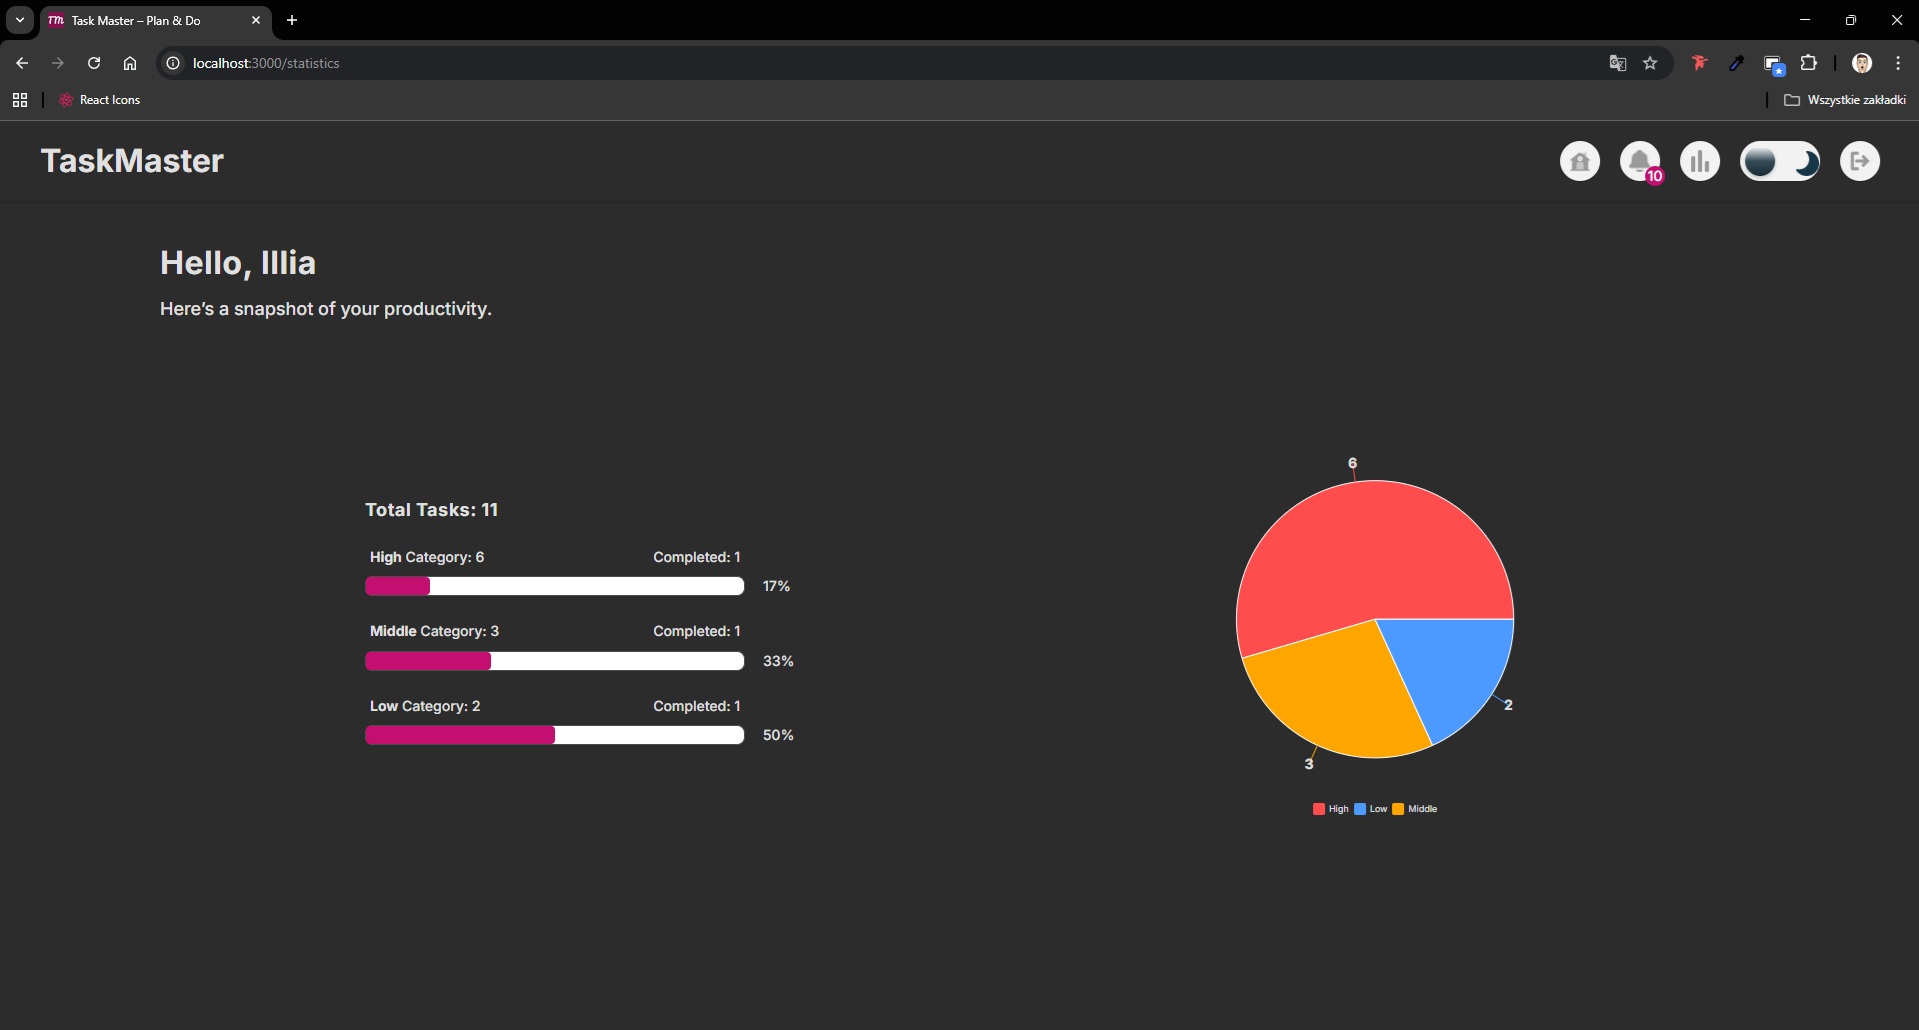 Task Master – Plan & Do
localhost:3000/statistics
React Icons
Wszystkie zakładki
TaskMaster
10
Hello, Illia
Here’s a snapshot of your productivity.
Total Tasks: 11
High Category: 6 Completed: 1
17%
Middle Category: 3 Completed: 1
33%
Low Category: 2 Completed: 1
50%
6
2
3
High Low Middle